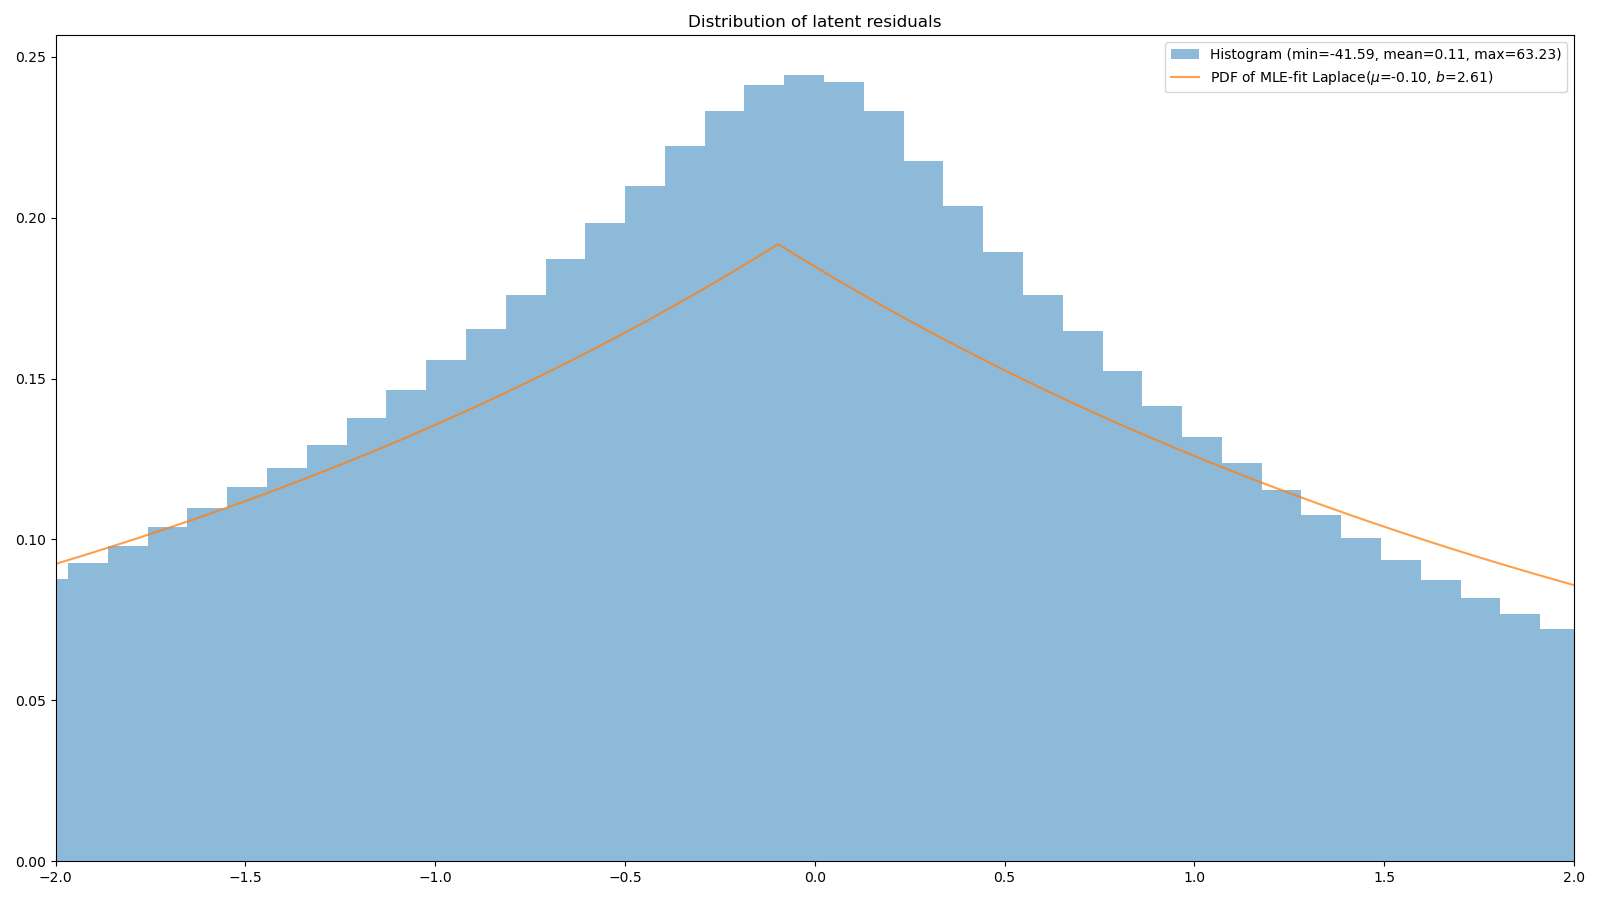 Distribution of latent residuals
Histogram (min=-41.59, mean=0.11, max=63.23)
PDF of MLE-fit Laplace(μ=-0.10, b=2.61)
0.25
0.20
0.15
0.10
0.05
0.00
−2.0 −1.5 −1.0 −0.5 0.0 0.5 1.0 1.5 2.0